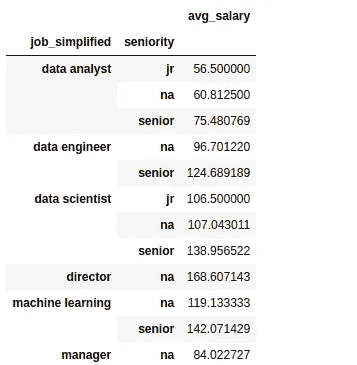 avg_salary
job_simplified seniority
data analyst jr 56.500000
na 60.812500
senior 75.480769
data engineer na 96.701220
senior 124.689189
data scientist jr 106.500000
na 107.043011
senior 138.956522
director na 168.607143
machine learning na 119.133333
senior 142.071429
manager na 84.022727